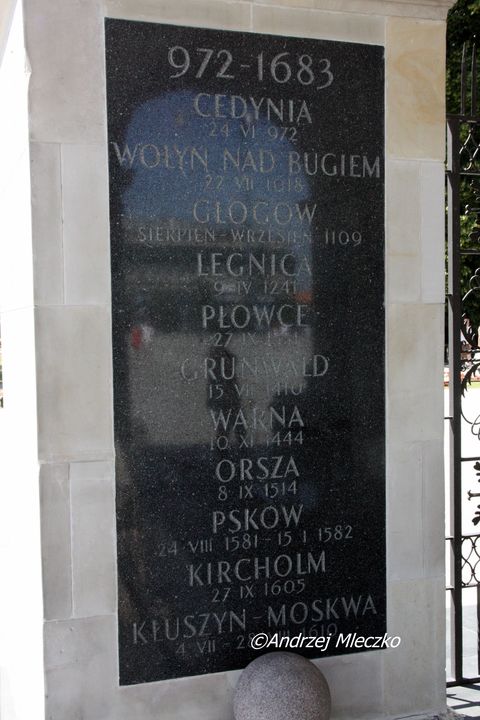 972-1683
CEDYNIA
24 VI 972
WOŁYN NAD BUGIEM
22 VII 1018
GŁOGÓW
SIERPIEŃ-WRZESIEŃ 1109
LEGNICA
9 IV 1241
PŁOWCE
27 IX
GRUNWALD
15 VII 1410
WARNA
10 XI 1444
ORSZA
8 IX 1514
PSKÓW
24 VIII 1581-15 I 1582
KIRCHOLM
27 IX 1605
KŁUSZYN-MOSKWA
4 VII -
©Andrzej Mleczko